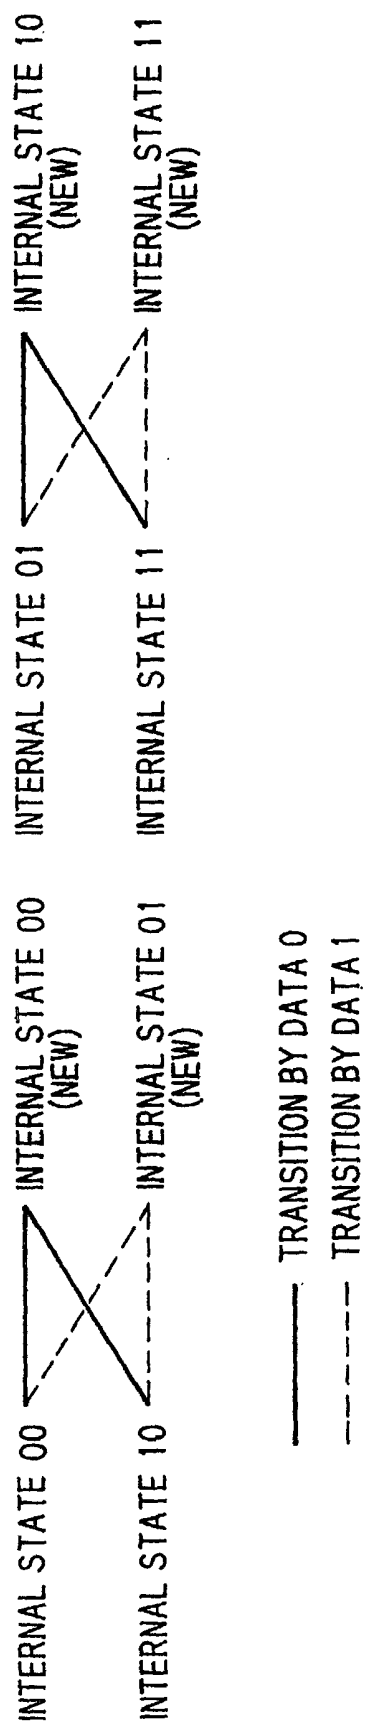 INTERNAL STATE 00
INTERNAL STATE 00
(NEW)
INTERNAL STATE 10
INTERNAL STATE 01
(NEW)
INTERNAL STATE 01
INTERNAL STATE 10
(NEW)
INTERNAL STATE 11
INTERNAL STATE 11
(NEW)
TRANSITION BY DATA 0
TRANSITION BY DATA 1